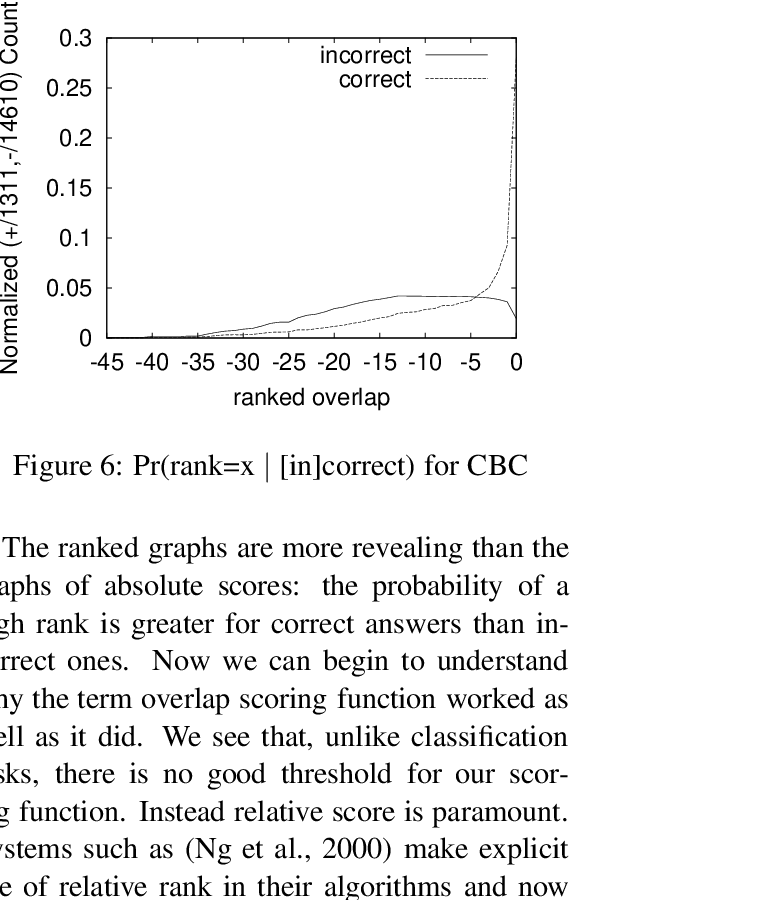 Normalized (+/1311,-/14610) Count
0.3
0.25
0.2
0.15
0.1
0.05
0
incorrect
correct
-45 -40 -35 -30 -25 -20 -15 -10 -5 0
ranked overlap
Figure 6: Pr(rank=x | [in]correct) for CBC
The ranked graphs are more revealing than the
aphs of absolute scores: the probability of a
gh rank is greater for correct answers than in-
rrect ones. Now we can begin to understand
hy the term overlap scoring function worked as
ell as it did. We see that, unlike classification
sks, there is no good threshold for our scor-
g function. Instead relative score is paramount.
ystems such as (Ng et al., 2000) make explicit
e of relative rank in their algorithms and now